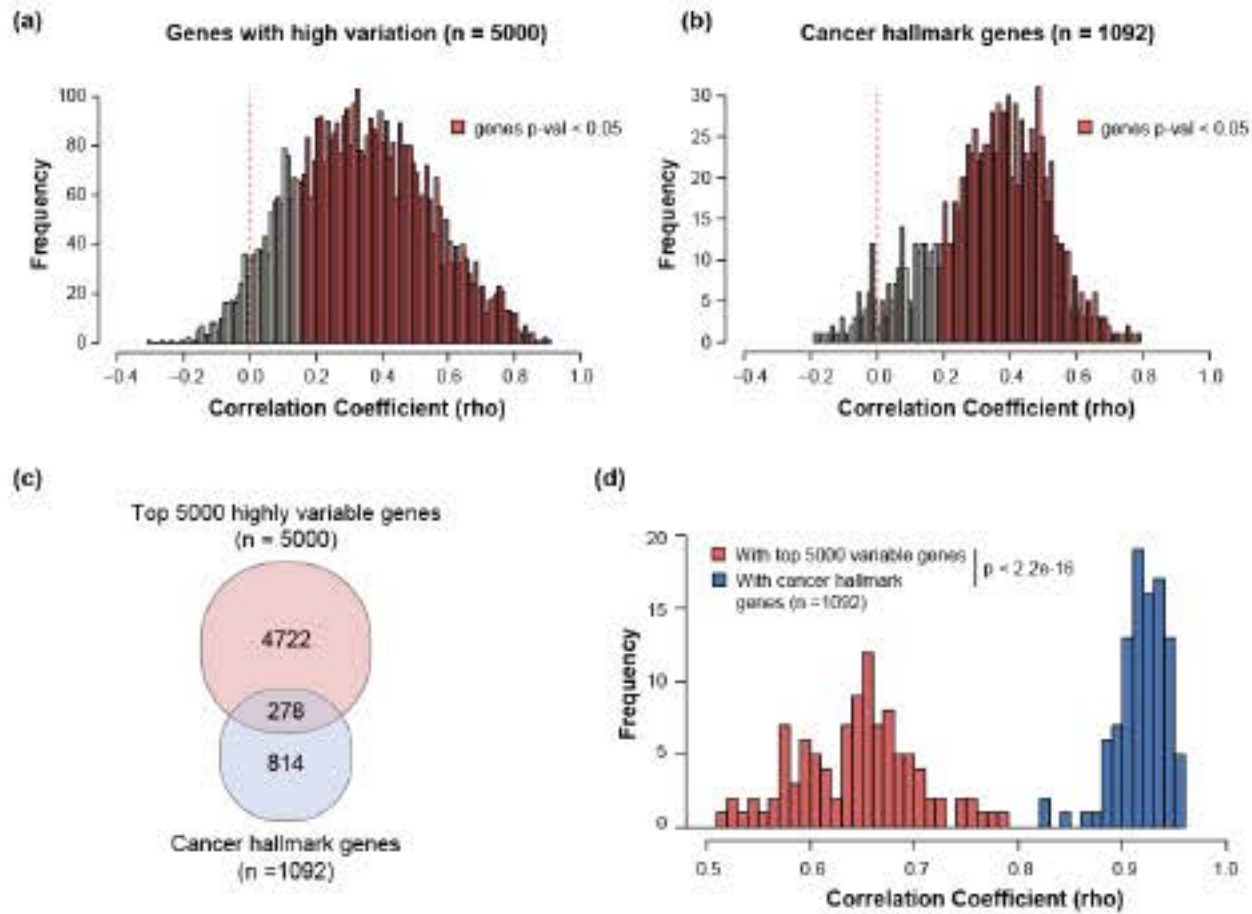 (a)
Genes with high variation (n = 5000)
Frequency
100
80
60
40
20
0
genes p-val < 0.05
−0.4
−0.2
0.0
0.2
0.4
0.6
0.8
1.0
Correlation Coefficient (rho)
(b)
Cancer hallmark genes (n = 1092)
Frequency
30
25
20
15
10
5
0
genes p-val < 0.05
−0.4
−0.2
0.0
0.2
0.4
0.6
0.8
1.0
Correlation Coefficient (rho)
(c)
Top 5000 highly variable genes
(n = 5000)
4722
278
814
Cancer hallmark genes
(n =1092)
(d)
Frequency
20
15
10
5
0
With top 5000 variable genes
With cancer hallmark
genes (n =1092)
p < 2.2e-16
0.5
0.6
0.7
0.8
0.9
1.0
Correlation Coefficient (rho)